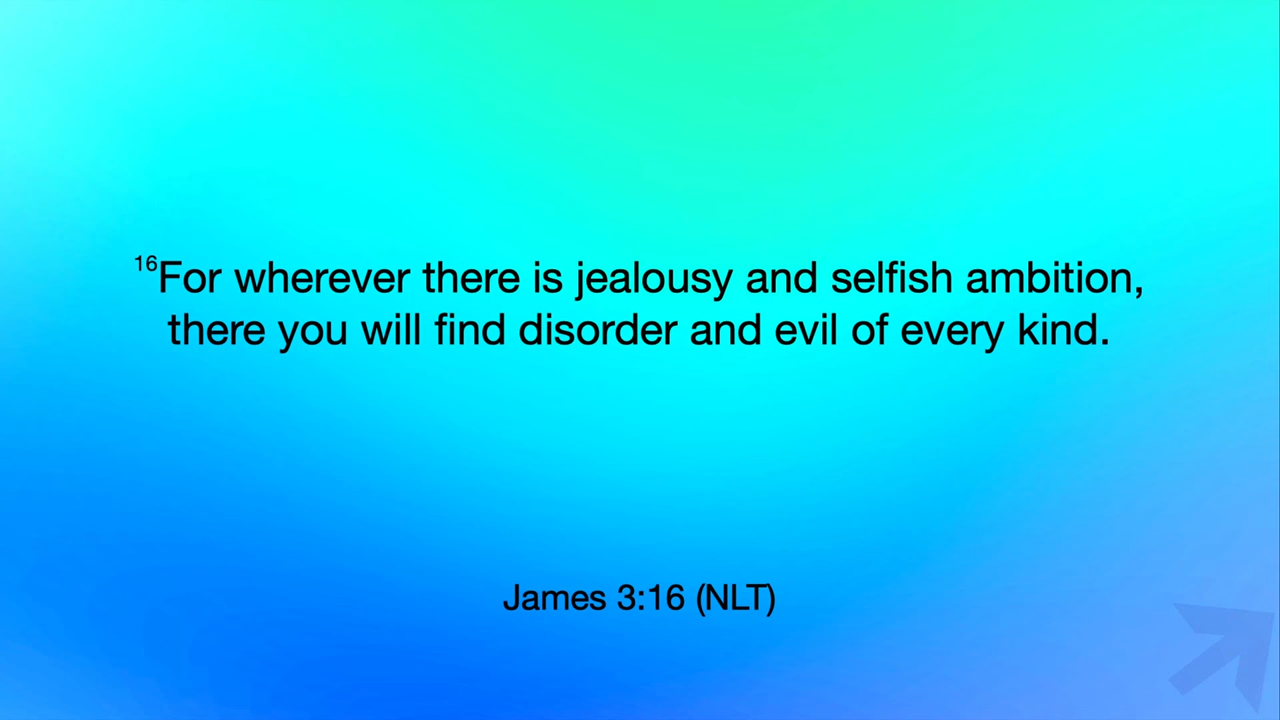 16For wherever there is jealousy and selfish ambition,
there you will find disorder and evil of every kind.
James 3:16 (NLT)